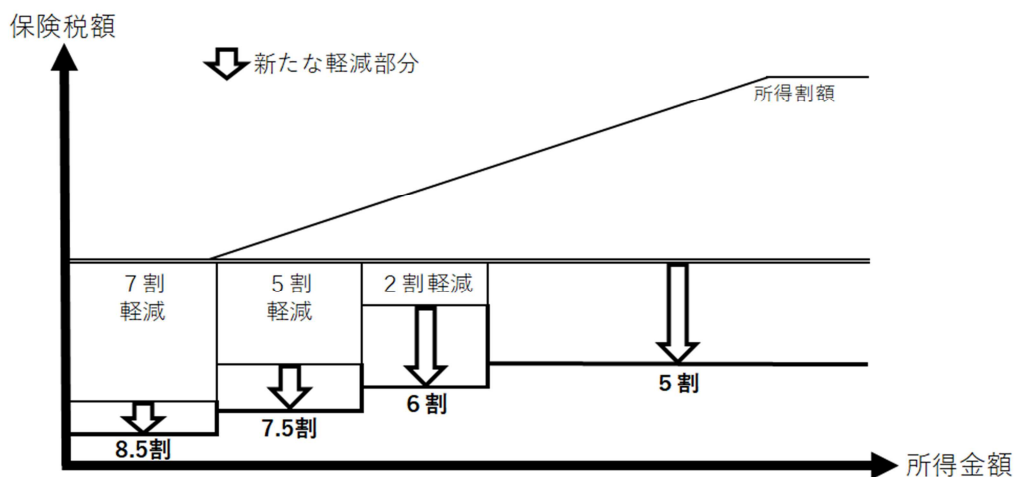 保険税額
新たな軽減部分
所得割額
7割
軽減
5割
軽減
2割軽減
8.5割
7.5割
6割
5割
所得金額